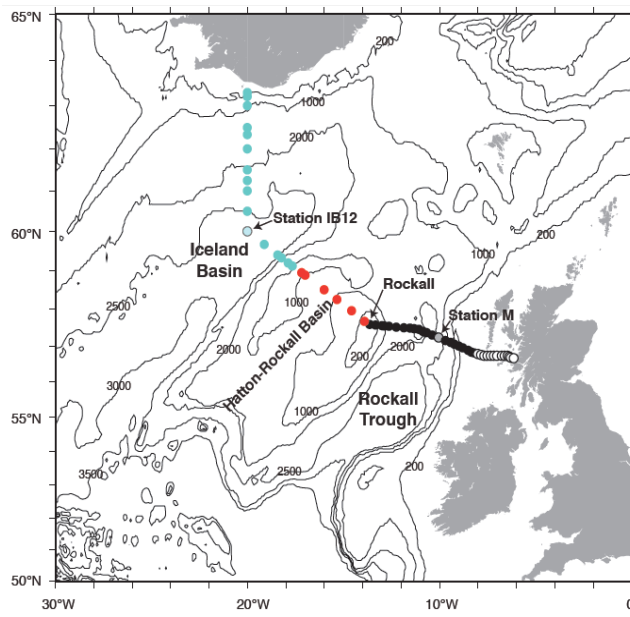 65°N
200
1000
2000
Station IB12
60°N
200
Iceland
Basin
1000
Rockall
2500
1000
Station M
2000
200
2000
Hatton-Rockall Basin
3000
1000
Rockall
Trough
55°N
3500
2500
200
50°N
30°W
20°W
10°W
0